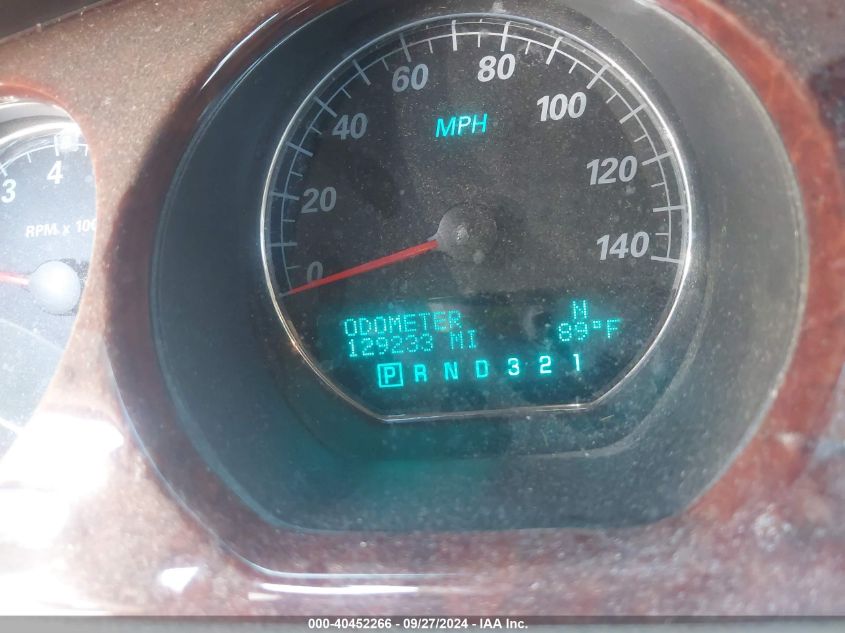 60
80
40
MPH
100
20
120
0
140
3
4
RPM x 100
ODOMETER
N
129233 MI
89°F
P R N D 3 2 1
000-40452266 - 09/27/2024 - IAA Inc.